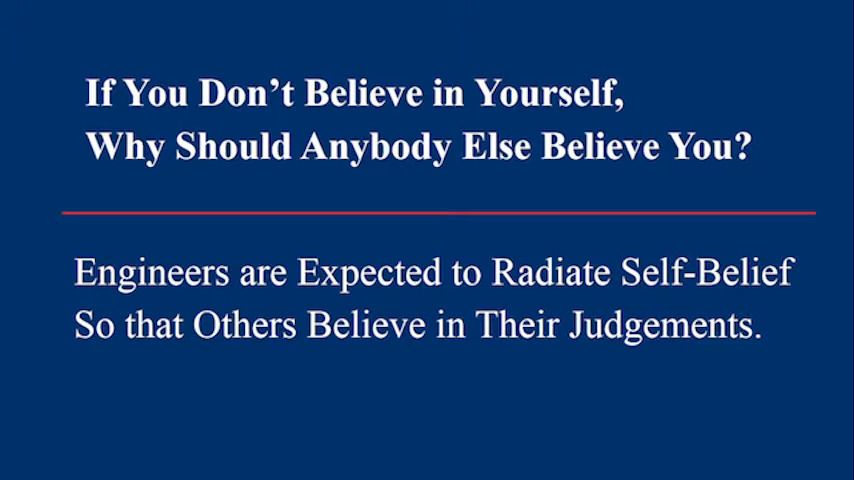 If You Don’t Believe in Yourself,
Why Should Anybody Else Believe You?
Engineers are Expected to Radiate Self-Belief
So that Others Believe in Their Judgements.